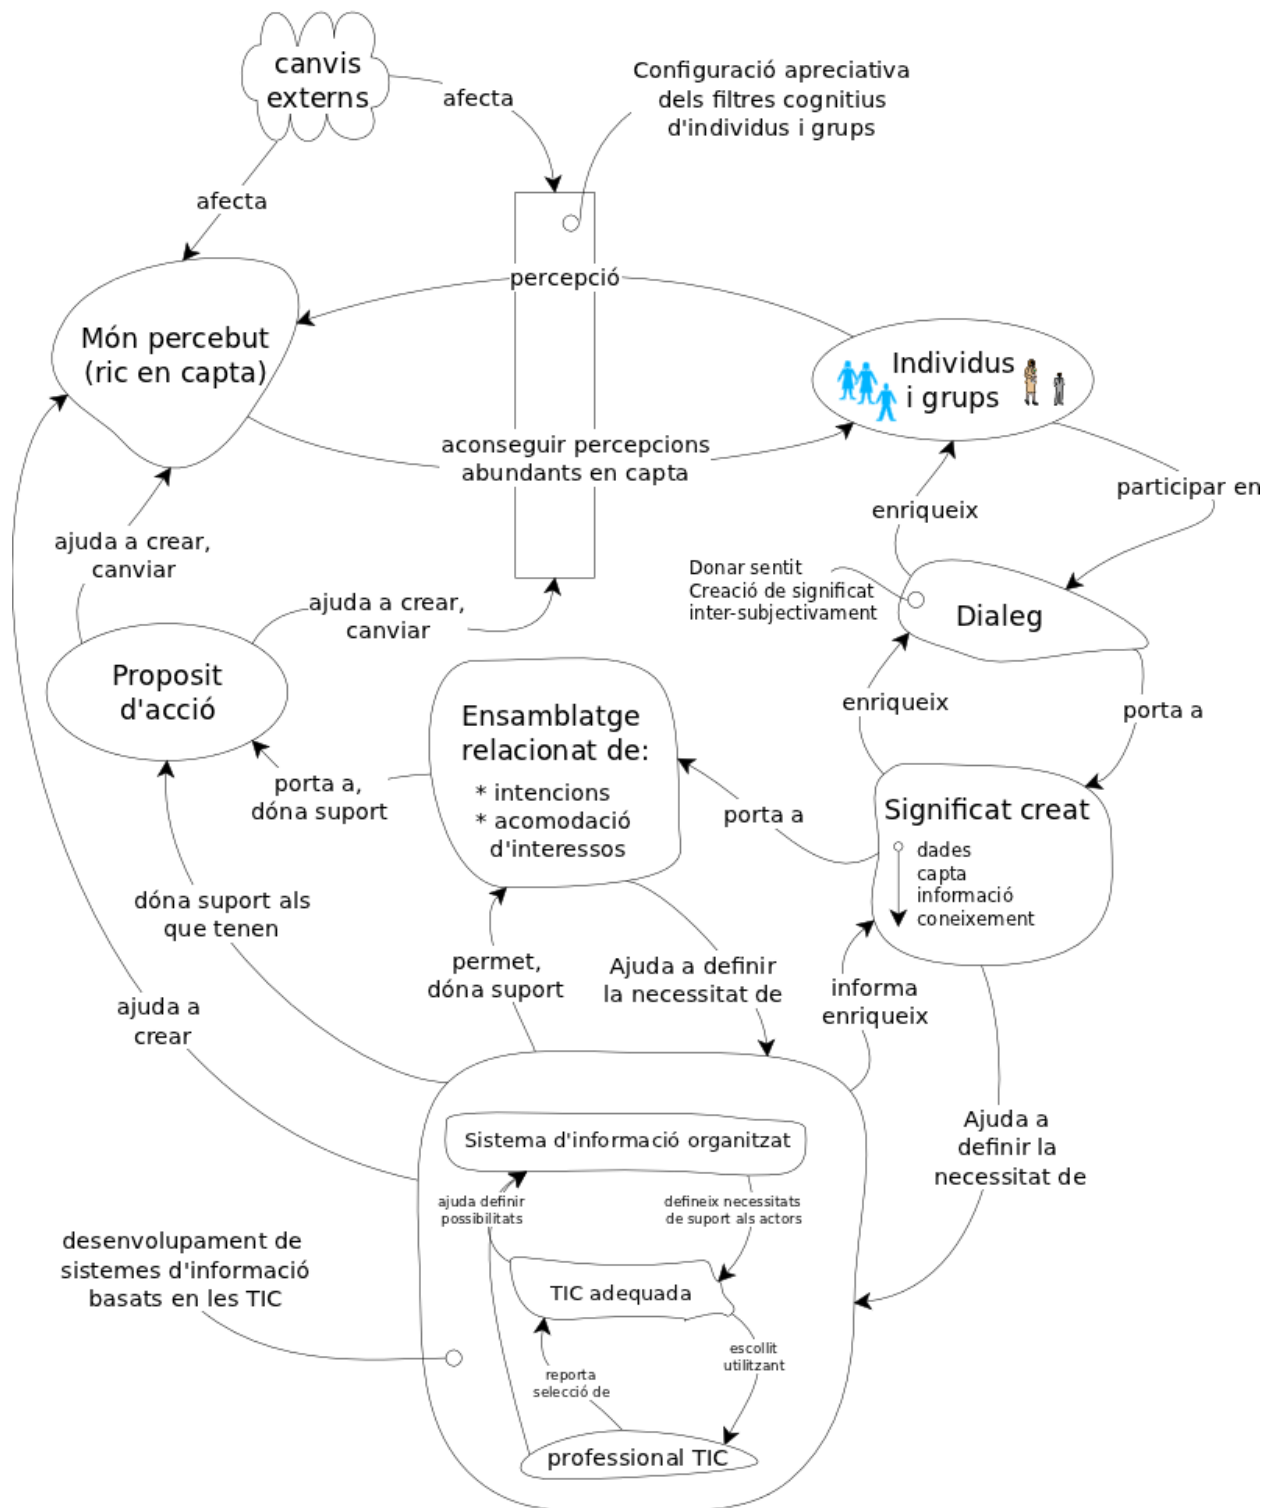 canvis
externs
afecta
Configuració apreciativa
dels filtres cognitius
d'individus i grups
afecta
percepció
Món percebut
(ric en capta)
Individus
i grups
aconseguir percepcions
abundants en capta
participar en
enriqueix
ajuda a crear,
canviar
Donar sentit
Creació de significat
inter-subjectivament
Dialeg
ajuda a crear,
canviar
Proposit
d'acció
Ensamblatge
relacionat de:
* intencions
* acomodació
d'interessos
enriqueix
porta a
porta a,
dóna suport
porta a
Significat creat
dades
capta
informació
coneixement
dóna suport als
que tenen
permet,
dóna suport
Ajuda a definir
la necessitat de
informa
enriqueix
ajuda a
crear
Ajuda a
definir la
necessitat de
Sistema d'informació organitzat
ajuda definir
possibilitats
defineix necessitats
de suport als actors
desenvolupament de
sistemes d'informació
basats en les TIC
TIC adequada
escollit
utilitzant
reporta
selecció de
professional TIC